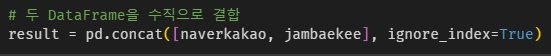 # 두 DataFrame을 수직으로 결합
result = pd.concat([naverkakao, jambaekee], ignore_index=True)